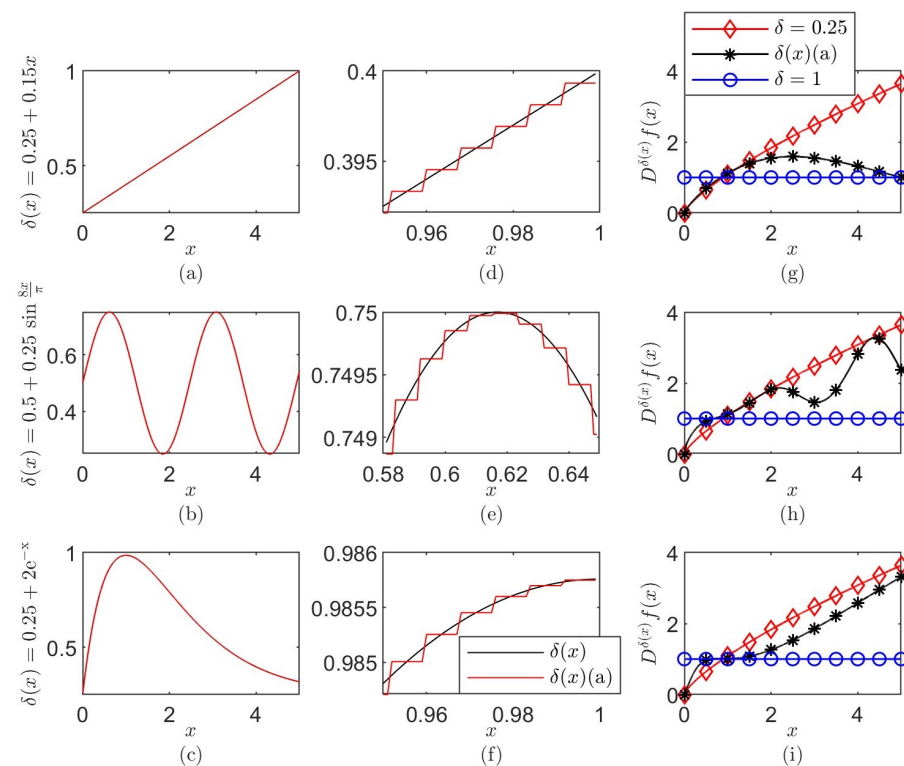 δ(x) = 0.25 + 0.15x
1
0.5
0 2 4
x
(a)
0.4
0.395
0.96 0.98 1
x
(d)
δ = 0.25
δ(x)(a)
δ = 1
D^{δ(x)} f(x)
4
2
0
0 2 4
x
(g)
δ(x) = 0.5 + 0.25 sin \frac{8x}{π}
0.6
0.4
0 2 4
x
(b)
0.75
0.7495
0.749
0.58 0.6 0.62 0.64
x
(e)
D^{δ(x)} f(x)
4
2
0
0 2 4
x
(h)
δ(x) = 0.25 + 2e^{-x}
1
0.5
0 2 4
x
(c)
0.986
0.9855
0.985
δ(x)
δ(x)(a)
0.96 0.98 1
x
(f)
D^{δ(x)} f(x)
4
2
0
0 2 4
x
(i)